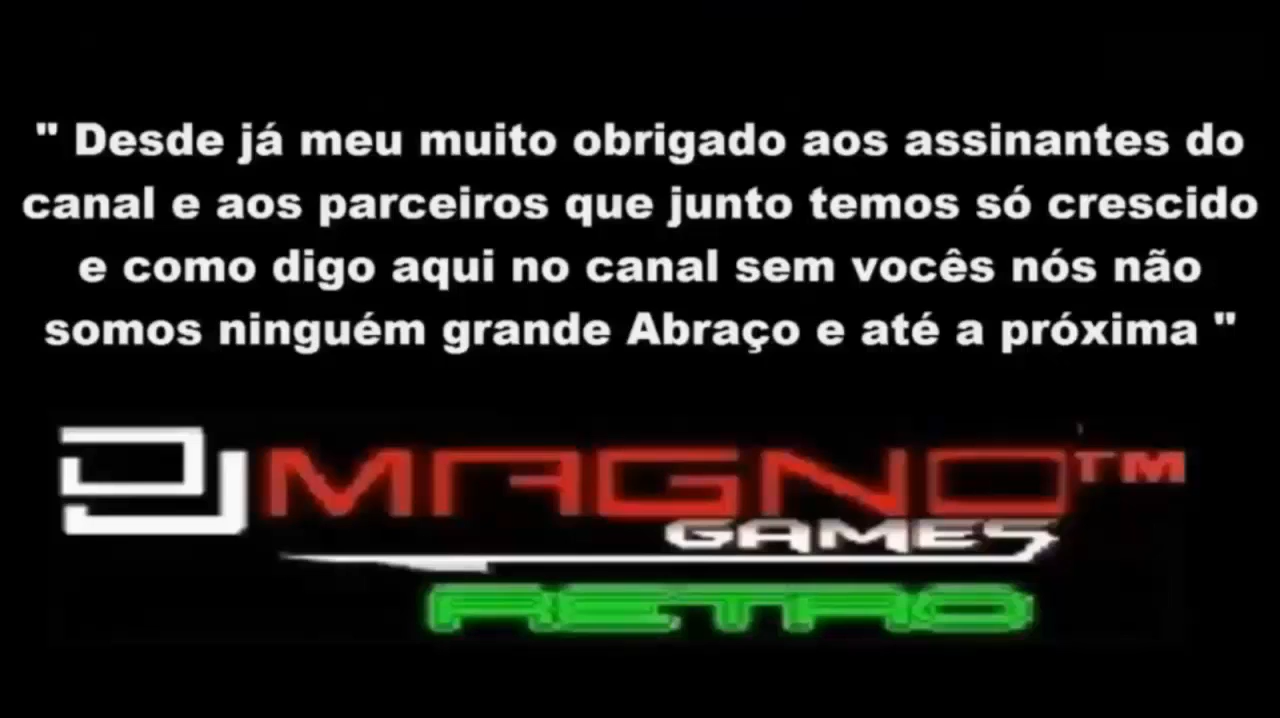 " Desde já meu muito obrigado aos assinantes do
canal e aos parceiros que junto temos só crescido
e como digo aqui no canal sem vocês nós não
somos ninguém grande Abraço e até a próxima "
DJ MAGNO™
GAMES
RETRO